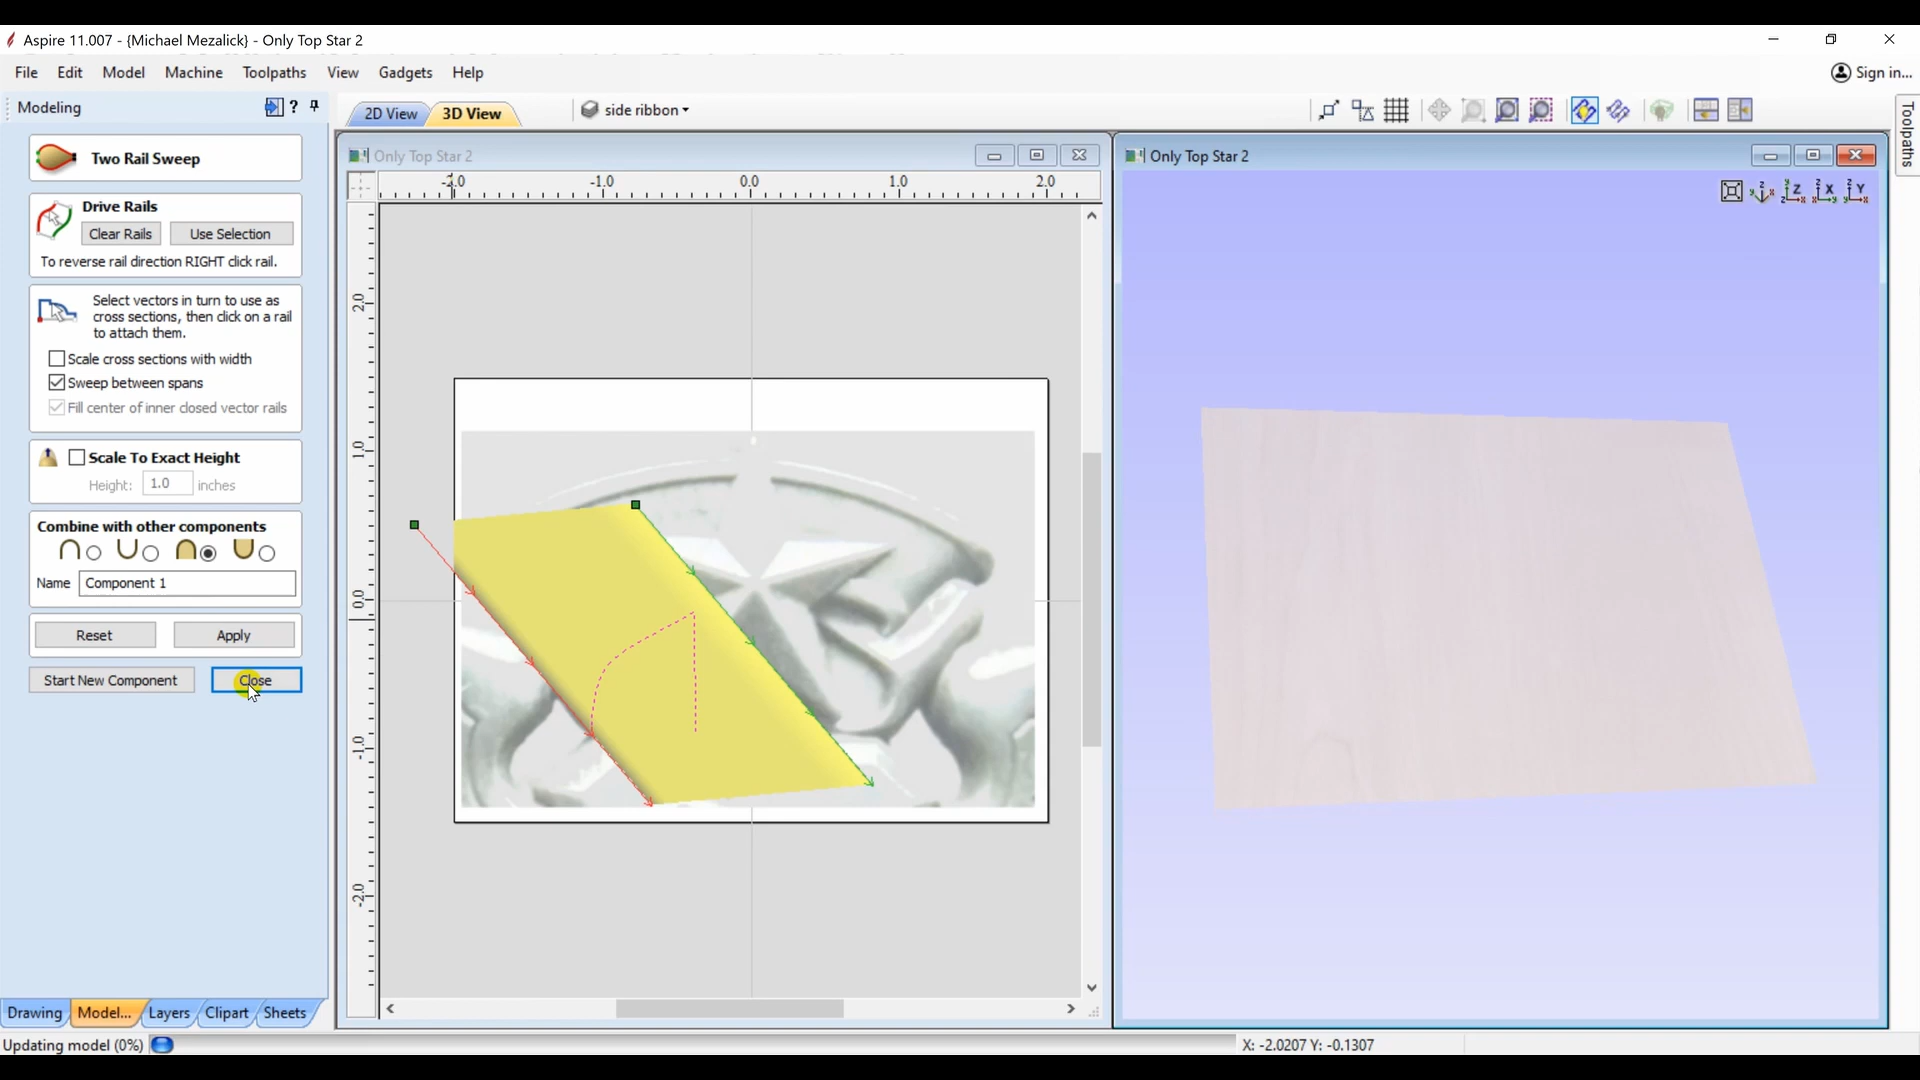 Aspire 11.007 - {Michael Mezalick} - Only Top Star 2
File Edit Model Machine Toolpaths View Gadgets Help
Sign in...
Modeling
?
2D View 3D View
side ribbon
Toolpaths
Two Rail Sweep
Drive Rails
Clear Rails Use Selection
To reverse rail direction RIGHT click rail.
Select vectors in turn to use as
cross sections, then click on a rail
to attach them.
Scale cross sections with width
Sweep between spans
Fill center of inner closed vector rails
Scale To Exact Height
Height: 1.0 inches
Combine with other components
Name Component 1
Reset Apply
Start New Component Close
Drawing Model... Layers Clipart Sheets
Only Top Star 2
-2.0 -1.0 0.0 1.0 2.0
2.0
1.0
0.0
-1.0
-2.0
Only Top Star 2
Updating model (0%)
X: -2.0207 Y: -0.1307